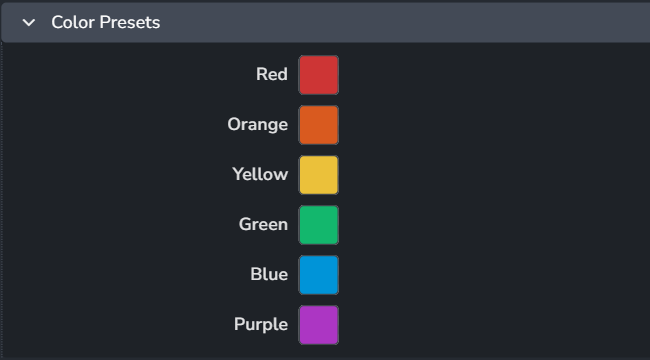 Color Presets
Red
Orange
Yellow
Green
Blue
Purple